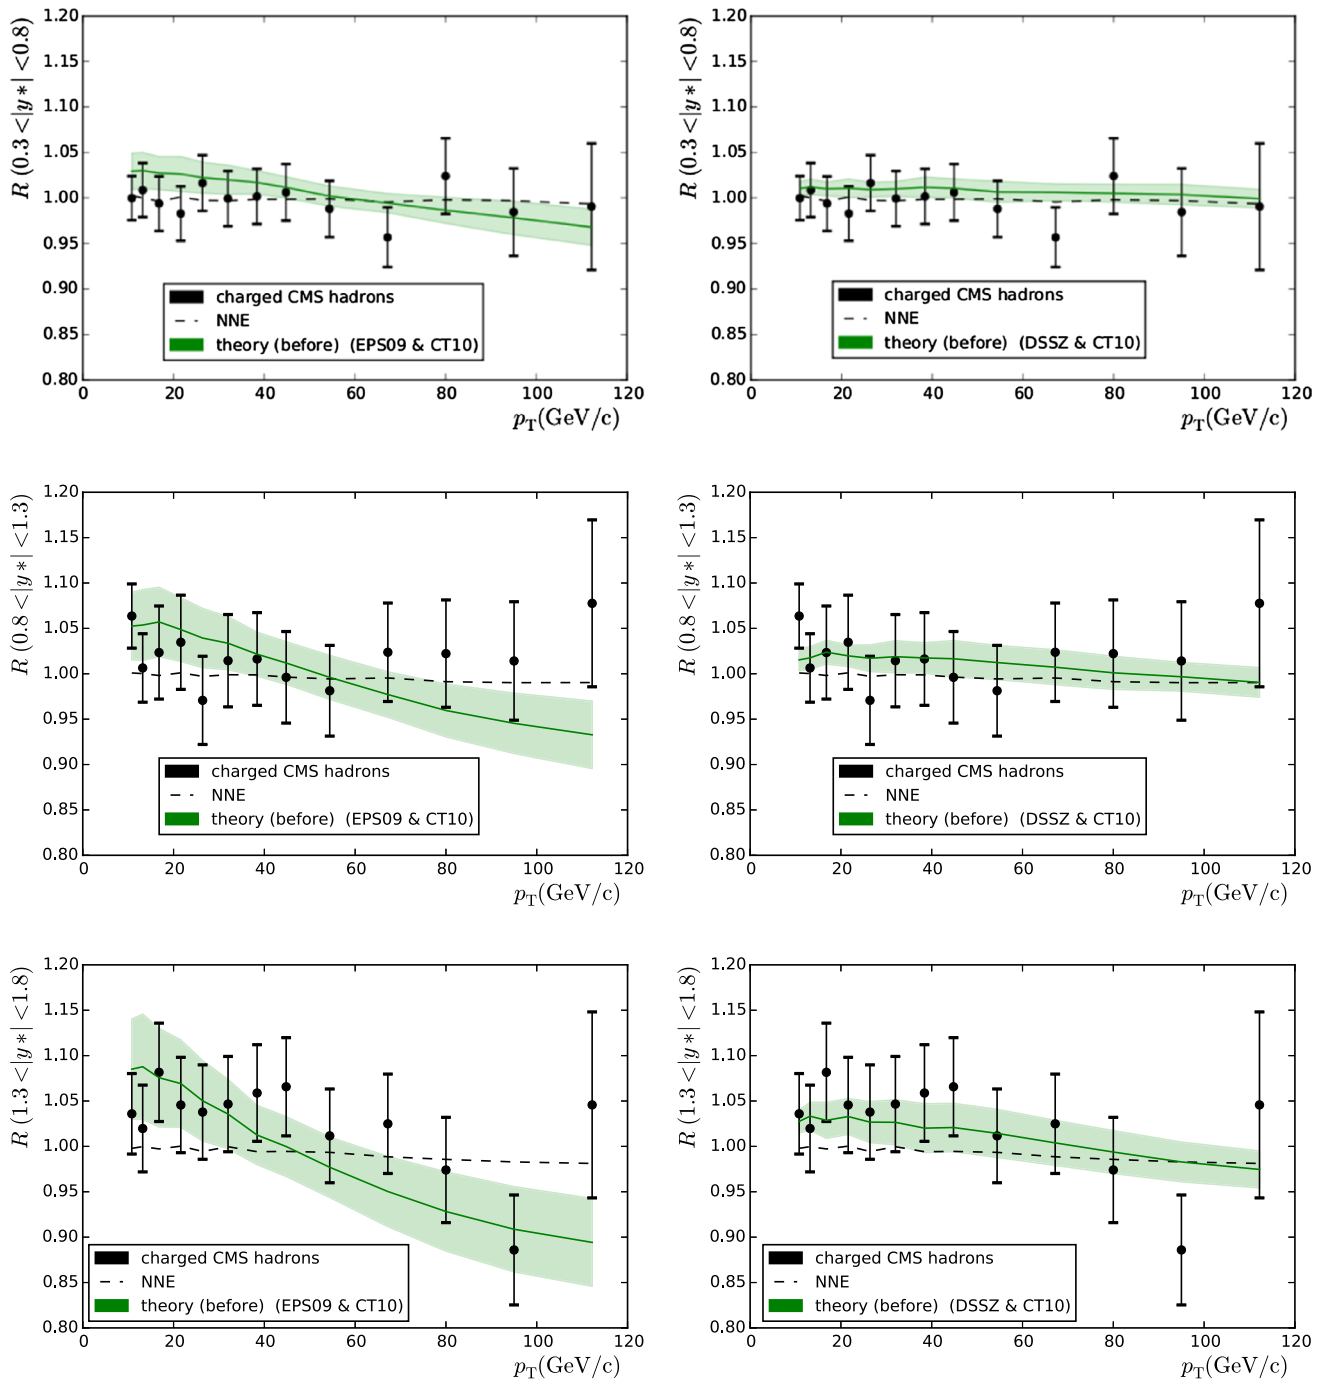 R (0.3 < |y*| < 0.8)
1.20
1.15
1.10
1.05
1.00
0.95
0.90
0.85
0.80
charged CMS hadrons
NNE
theory (before) (EPS09 & CT10)
0 20 40 60 80 100 120
p_T(GeV/c)
R (0.3 < |y*| < 0.8)
1.20
1.15
1.10
1.05
1.00
0.95
0.90
0.85
0.80
charged CMS hadrons
NNE
theory (before) (DSSZ & CT10)
0 20 40 60 80 100 120
p_T(GeV/c)
R (0.8 < |y*| < 1.3)
1.20
1.15
1.10
1.05
1.00
0.95
0.90
0.85
0.80
charged CMS hadrons
NNE
theory (before) (EPS09 & CT10)
0 20 40 60 80 100 120
p_T(GeV/c)
R (0.8 < |y*| < 1.3)
1.20
1.15
1.10
1.05
1.00
0.95
0.90
0.85
0.80
charged CMS hadrons
NNE
theory (before) (DSSZ & CT10)
0 20 40 60 80 100 120
p_T(GeV/c)
R (1.3 < |y*| < 1.8)
1.20
1.15
1.10
1.05
1.00
0.95
0.90
0.85
0.80
charged CMS hadrons
NNE
theory (before) (EPS09 & CT10)
0 20 40 60 80 100 120
p_T(GeV/c)
R (1.3 < |y*| < 1.8)
1.20
1.15
1.10
1.05
1.00
0.95
0.90
0.85
0.80
charged CMS hadrons
NNE
theory (before) (DSSZ & CT10)
0 20 40 60 80 100 120
p_T(GeV/c)